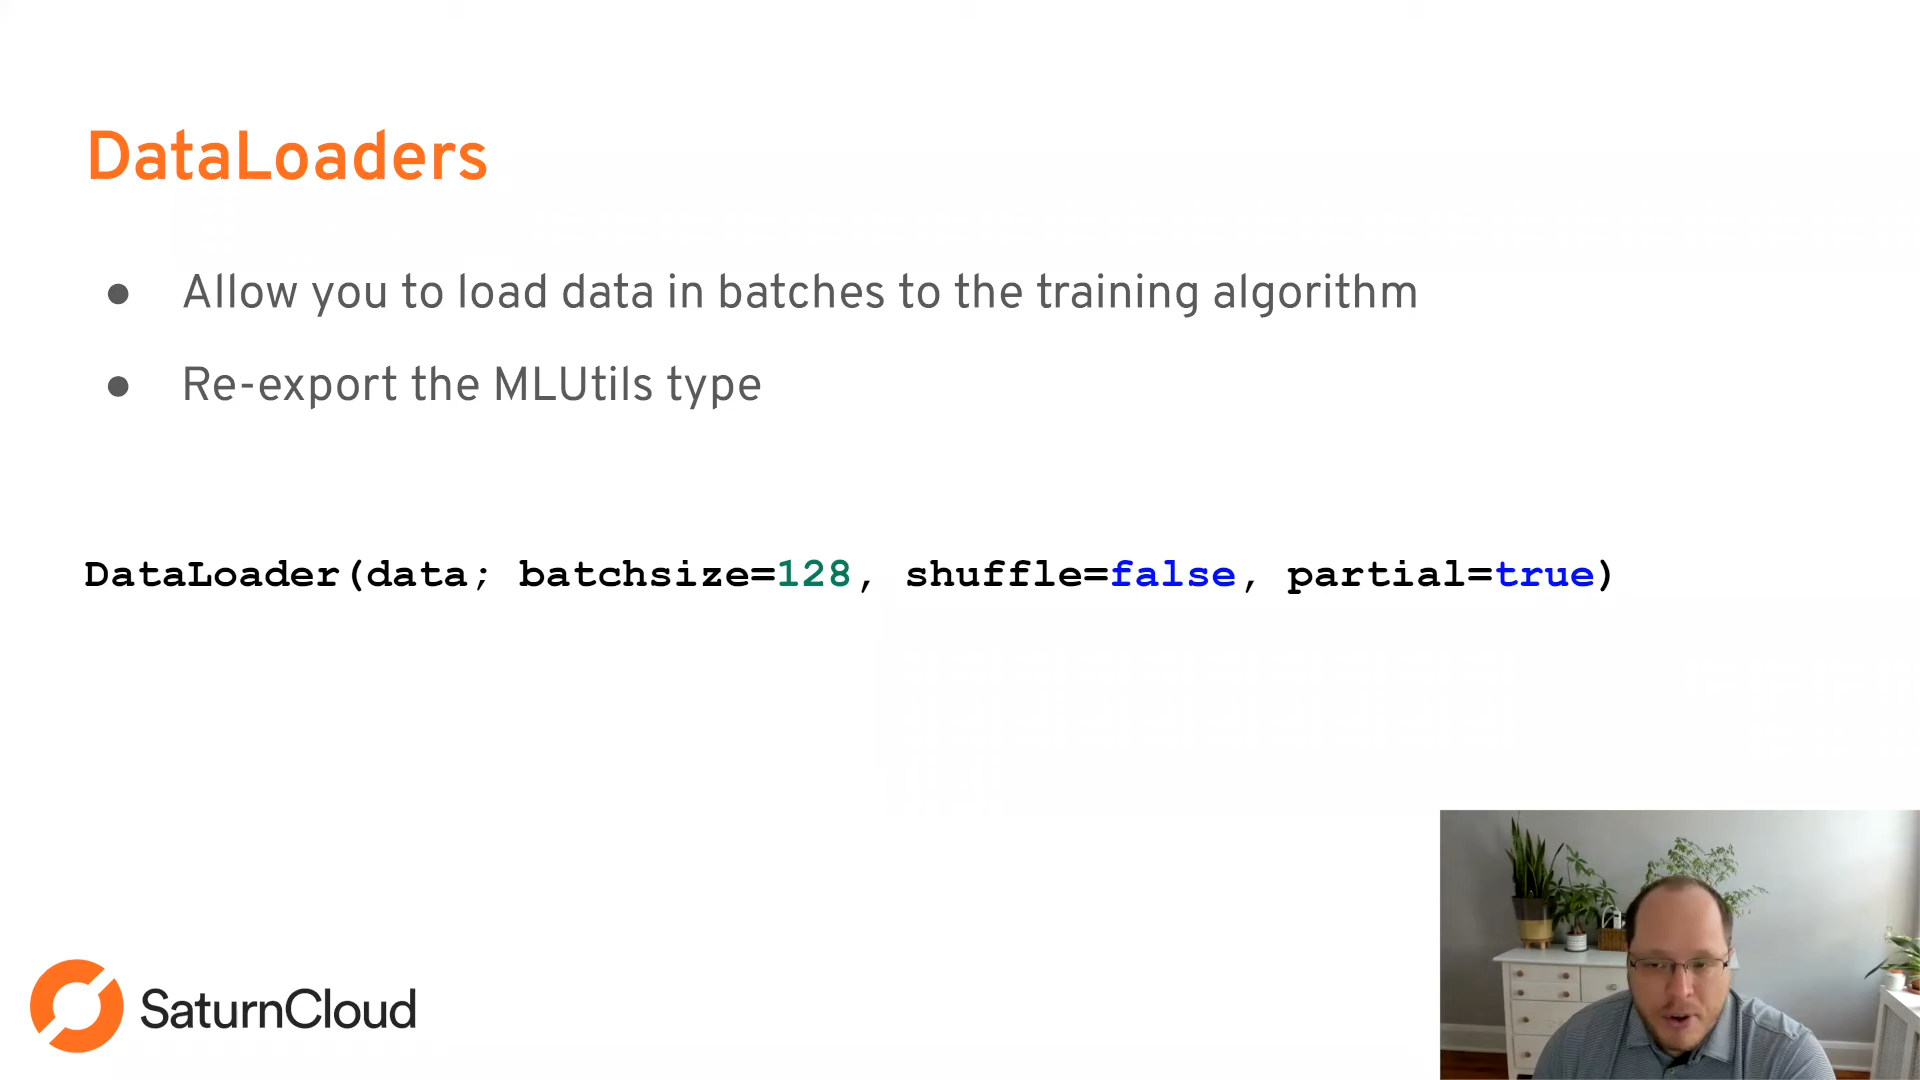 DataLoaders
● Allow you to load data in batches to the training algorithm
● Re-export the MLUtils type
DataLoader(data; batchsize=128, shuffle=false, partial=true)
SaturnCloud